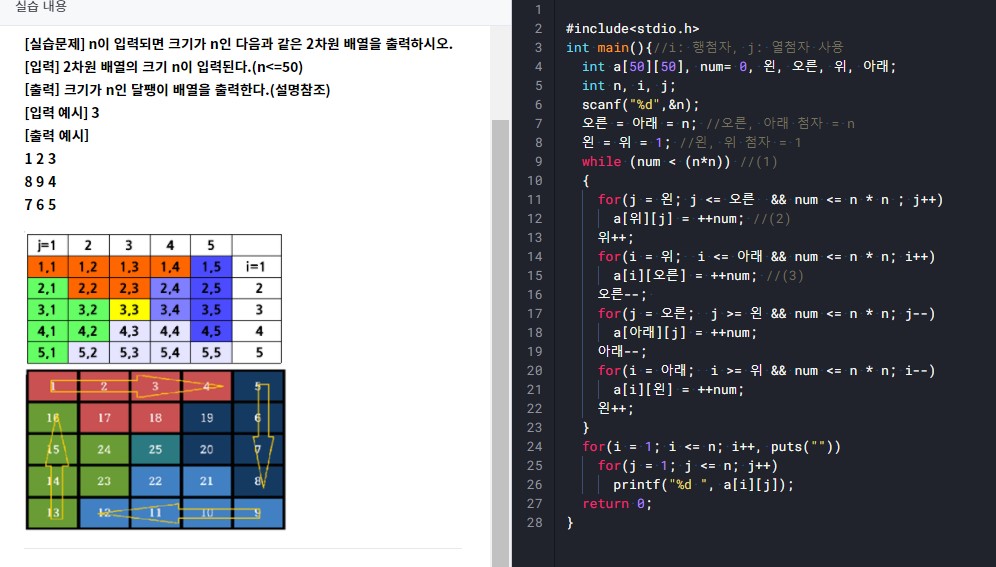 실습 내용
[실습문제] n이 입력되면 크기가 n인 다음과 같은 2차원 배열을 출력하시오.
[입력] 2차원 배열의 크기 n이 입력된다.(n<=50)
[출력] 크기가 n인 달팽이 배열을 출력한다.(설명참조)
[입력 예시] 3
[출력 예시]
1 2 3
8 9 4
7 6 5
j=1 2 3 4 5
1,1 1,2 1,3 1,4 1,5 i=1
2,1 2,2 2,3 2,4 2,5 2
3,1 3,2 3,3 3,4 3,5 3
4,1 4,2 4,3 4,4 4,5 4
5,1 5,2 5,3 5,4 5,5 5
1 2 3 4 5
16 17 18 19 6
15 24 25 20 7
14 23 22 21 8
13 12 11 10 9
1
2 #include<stdio.h>
3 int main(){//i: 행첨자, j: 열첨자 사용
4 int a[50][50], num= 0, 왼, 오른, 위, 아래;
5 int n, i, j;
6 scanf("%d",&n);
7 오른 = 아래 = n; //오른, 아래 첨자 = n
8 왼 = 위 = 1; //왼, 위 첨자 = 1
9 while (num < (n*n)) //(1)
10 {
11 for(j = 왼; j <= 오른  && num <= n * n ; j++)
12 a[위][j] = ++num; //(2)
13 위++;
14 for(i = 위;  i <= 아래 && num <= n * n; i++)
15 a[i][오른] = ++num; //(3)
16 오른--;
17 for(j = 오른;  j >= 왼 && num <= n * n; j--)
18 a[아래][j] = ++num;
19 아래--;
20 for(i = 아래;  i >= 위 && num <= n * n; i--)
21 a[i][왼] = ++num;
22 왼++;
23 }
24 for(i = 1; i <= n; i++, puts(""))
25 for(j = 1; j <= n; j++)
26 printf("%d ", a[i][j]);
27 return 0;
28 }